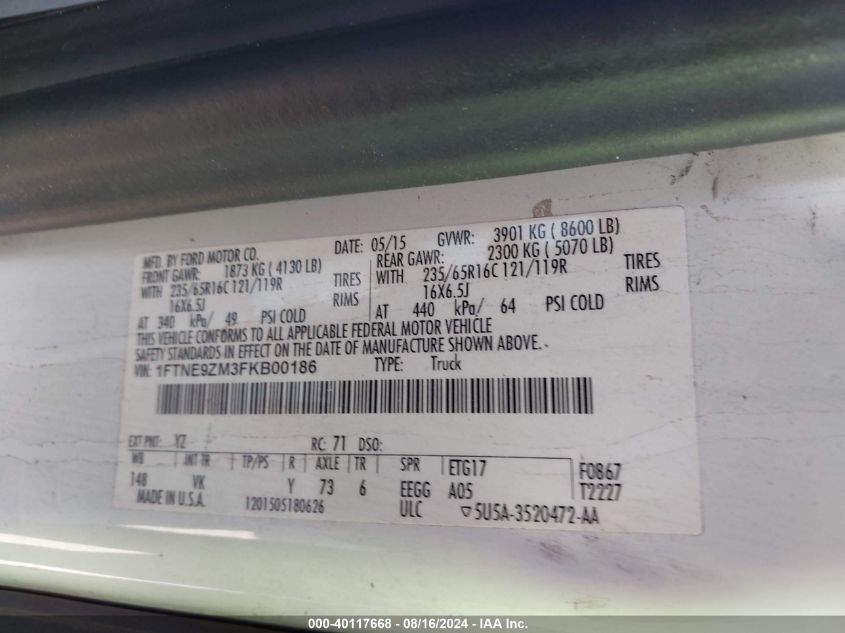 MFD. BY FORD MOTOR CO. DATE: 05/15 GVWR: 3901 KG ( 8600 LB)
FRONT GAWR: 1873 KG ( 4130 LB) REAR GAWR: 2300 KG ( 5070 LB)
WITH 235/65R16C 121/119R TIRES WITH 235/65R16C 121/119R TIRES
16X6.5J RIMS 16X6.5J RIMS
AT 340 kPa/ 49 PSI COLD AT 440 kPa/ 64 PSI COLD
THIS VEHICLE CONFORMS TO ALL APPLICABLE FEDERAL MOTOR VEHICLE
SAFETY STANDARDS IN EFFECT ON THE DATE OF MANUFACTURE SHOWN ABOVE.
VIN: 1FTNE9ZM3FKB00186 TYPE: Truck
EXT PNT: YZ RC: 71 DSO:
WB INT TR TP/PS R AXLE TR SPR ETG17 F0867
148 VK Y 73 6 EEGG A05 T2227
MADE IN U.S.A. 1201505180626 ULC ▽5U5A-3520472-AA
000-40117668 - 08/16/2024 - IAA Inc.